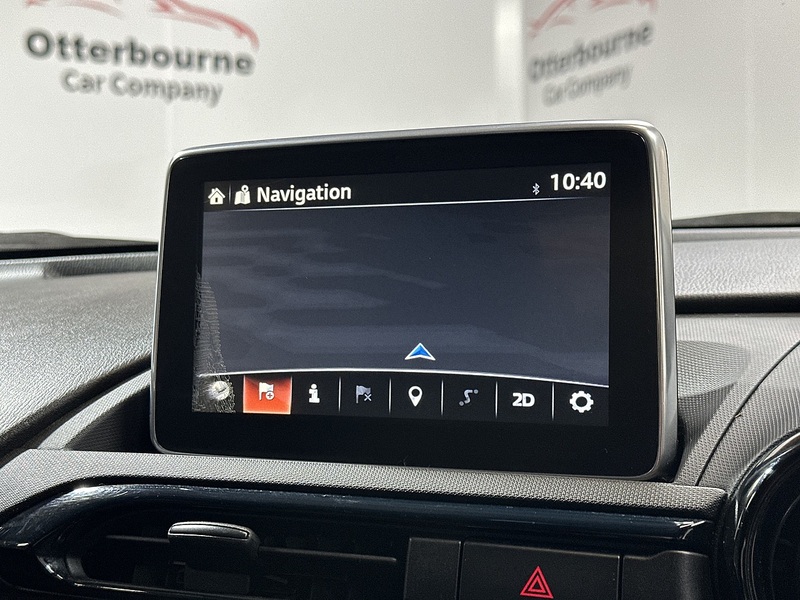 Otterbourne
Car Company
Otterbourne
Car Company
Navigation
10:40
2D